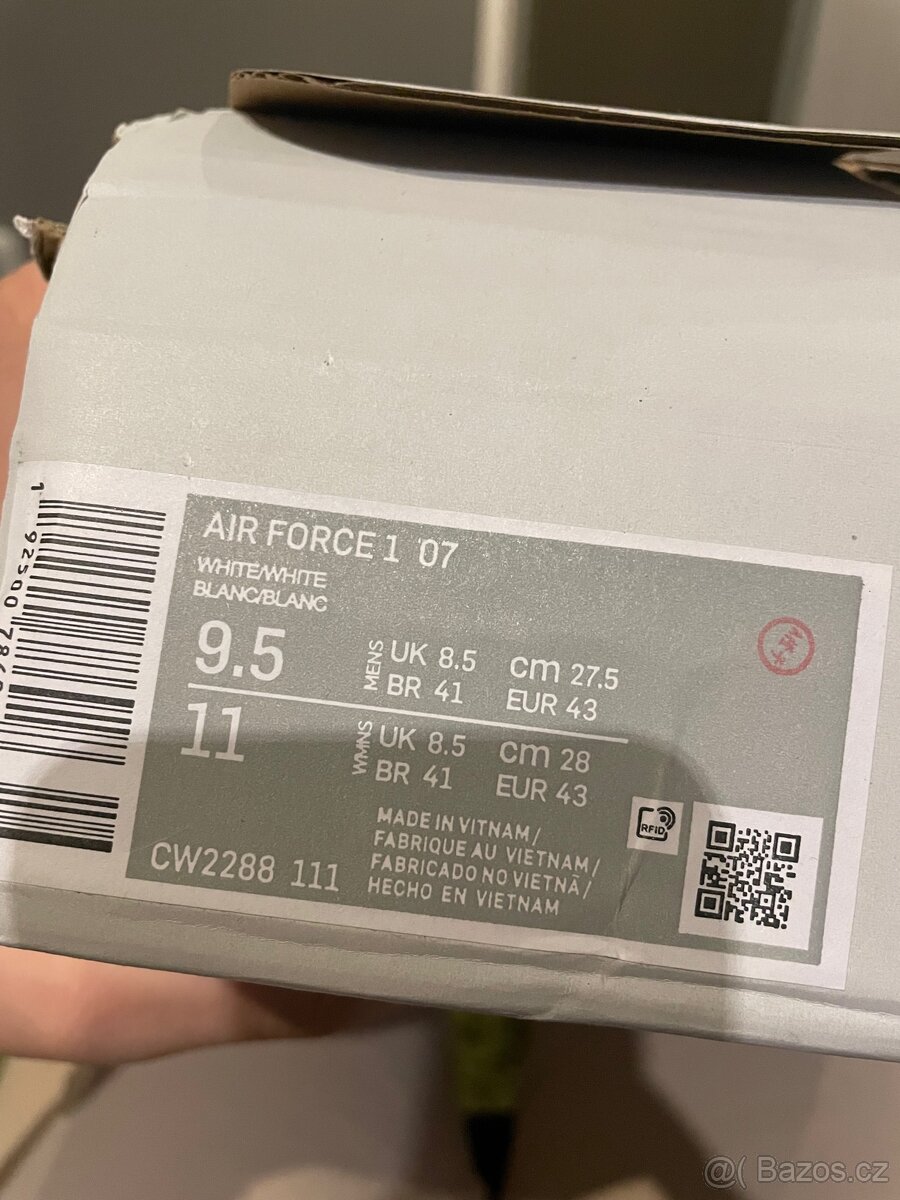 AIR FORCE 1 '07
WHITE/WHITE
BLANC/BLANC
9.5
MENS
UK 8.5
cm 27.5
BR 41
EUR 43
11
WMNS
UK 8.5
cm 28
BR 41
EUR 43
MADE IN VITNAM/
FABRIQUE AU VIETNAM/
FABRICADO NO VIETNÃ/
HECHO EN VIETNAM
CW2288 111
RFID
1 92500
@( Bazos.cz